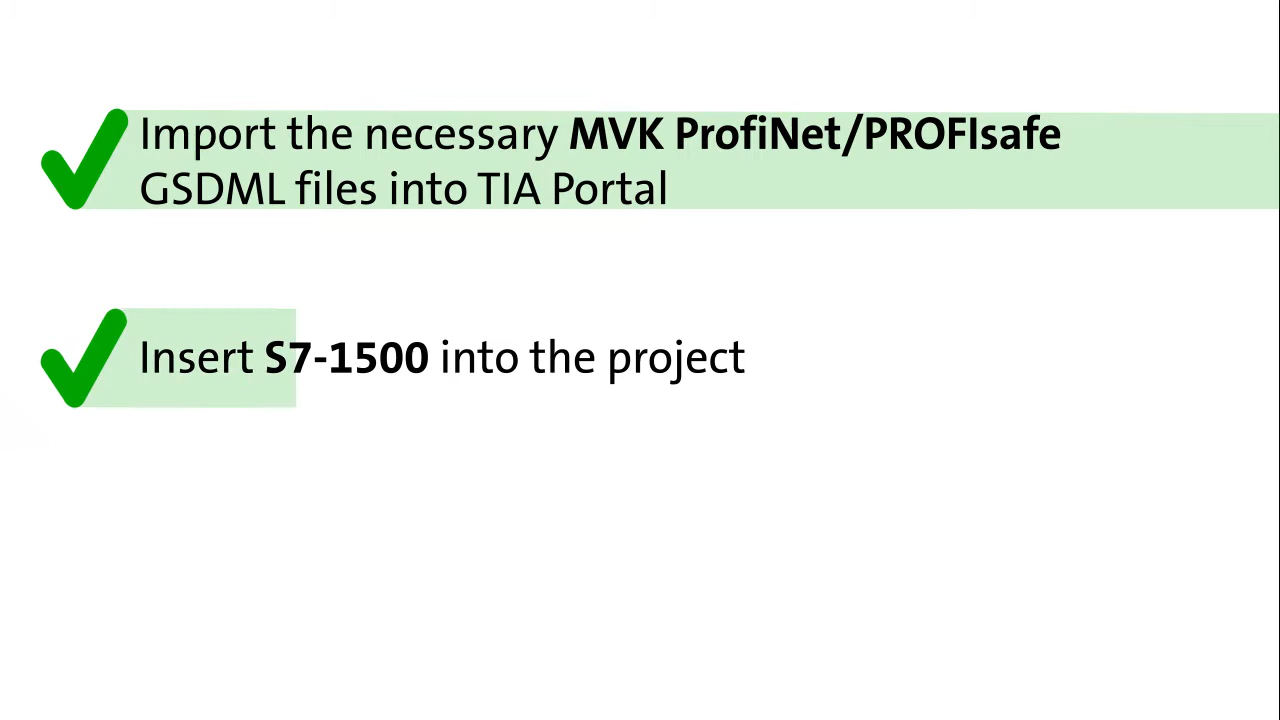 Import the necessary MVK ProfiNet/PROFIsafe
GSDML files into TIA Portal
Insert S7-1500 into the project